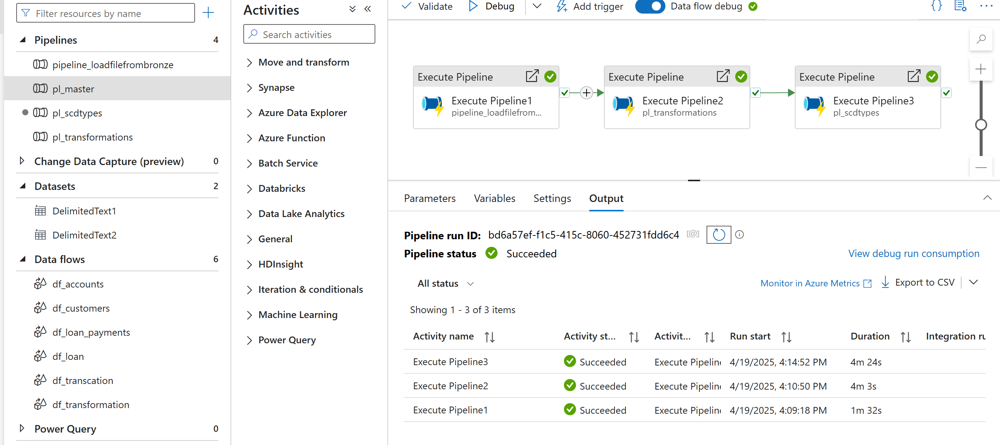 Filter resources by name
Pipelines 4
pipeline_loadfilefrombronze
pl_master
pl_scdtypes
pl_transformations
Change Data Capture (preview) 0
Datasets 2
DelimitedText1
DelimitedText2
Data flows 6
df_accounts
df_customers
df_loan_payments
df_loan
df_transcation
df_transformation
Power Query 0
Activities
Search activities
Move and transform
Synapse
Azure Data Explorer
Azure Function
Batch Service
Databricks
Data Lake Analytics
General
HDInsight
Iteration & conditionals
Machine Learning
Power Query
Validate Debug Add trigger Data flow debug
Execute Pipeline
Execute Pipeline1
pipeline_loadfilefrom...
Execute Pipeline
Execute Pipeline2
pl_transformations
Execute Pipeline
Execute Pipeline3
pl_scdtypes
Parameters Variables Settings Output
Pipeline run ID: bd6a57ef-f1c5-415c-8060-452731fdd6c4 [@]
Pipeline status Succeeded
View debug run consumption
All status
Monitor in Azure Metrics Export to CSV
Showing 1 - 3 of 3 items
Activity name Activity st... Activit... Run start Duration Integration ru
Execute Pipeline3 Succeeded Execute Pipeline 4/19/2025, 4:14:52 PM 4m 24s
Execute Pipeline2 Succeeded Execute Pipeline 4/19/2025, 4:10:50 PM 4m 3s
Execute Pipeline1 Succeeded Execute Pipeline 4/19/2025, 4:09:18 PM 1m 32s